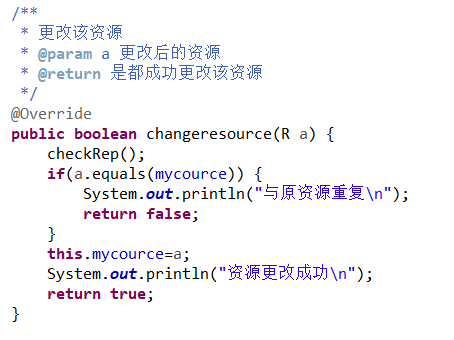 /**
 * 更改该资源
 * @param a 更改后的资源
 * @return 是都成功更改该资源
 */
@Override
public boolean changeresource(R a) {
    checkRep();
    if(a.equals(mycource)) {
        System.out.println("与原资源重复\n");
        return false;
    }
    this.mycource=a;
    System.out.println("资源更改成功\n");
    return true;
}